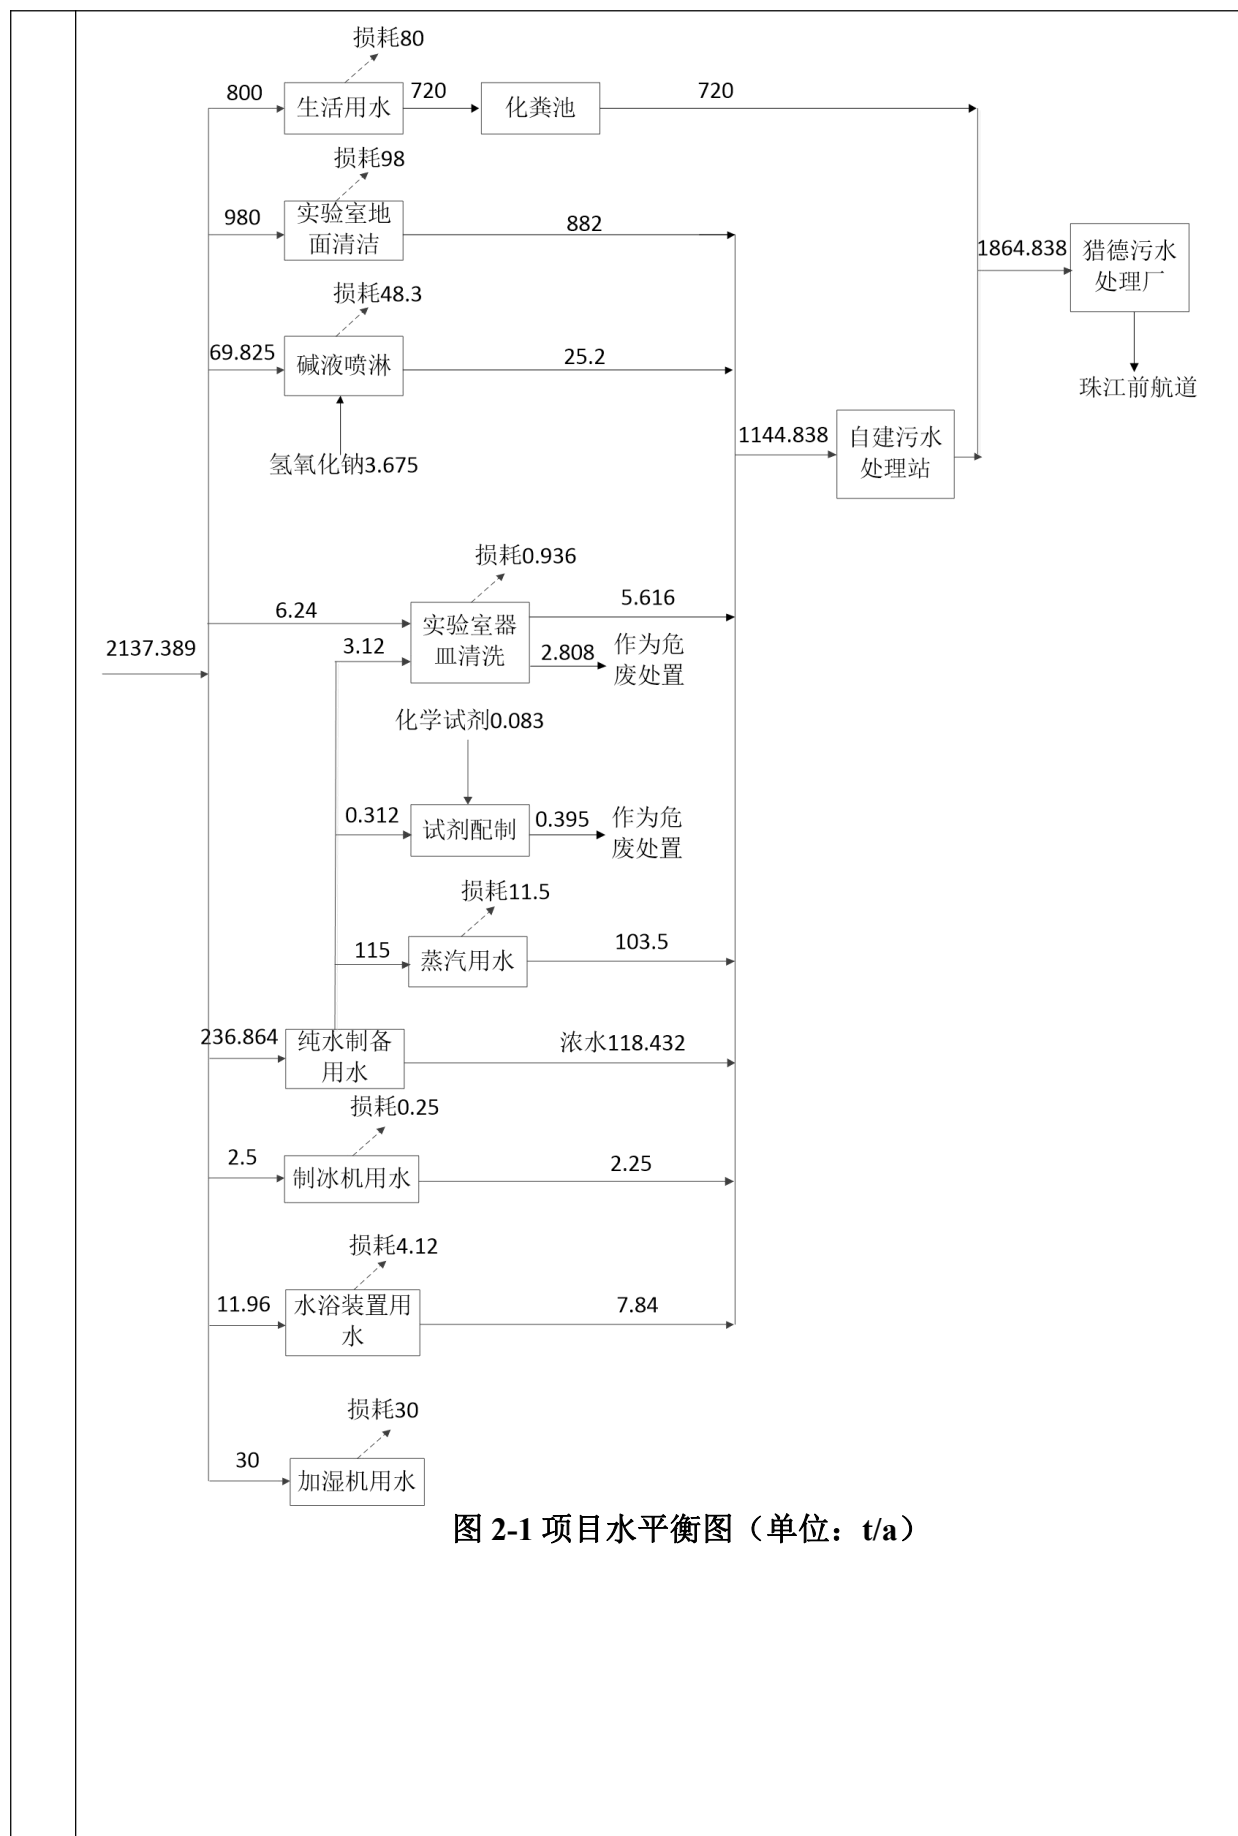 损耗80
800
生活用水
720
化粪池
720
损耗98
980
实验室地
面清洁
882
1864.838
猎德污水
处理厂
损耗48.3
69.825
碱液喷淋
25.2
珠江前航道
氢氧化钠3.675
1144.838
自建污水
处理站
损耗0.936
6.24
实验室器
皿清洗
5.616
3.12
2.808
作为危
废处置
2137.389
化学试剂0.083
0.312
试剂配制
0.395
作为危
废处置
损耗11.5
115
蒸汽用水
103.5
236.864
纯水制备
用水
浓水118.432
损耗0.25
2.5
制冰机用水
2.25
损耗4.12
11.96
水浴装置用
水
7.84
损耗30
30
加湿机用水
图 2-1 项目水平衡图（单位：t/a）